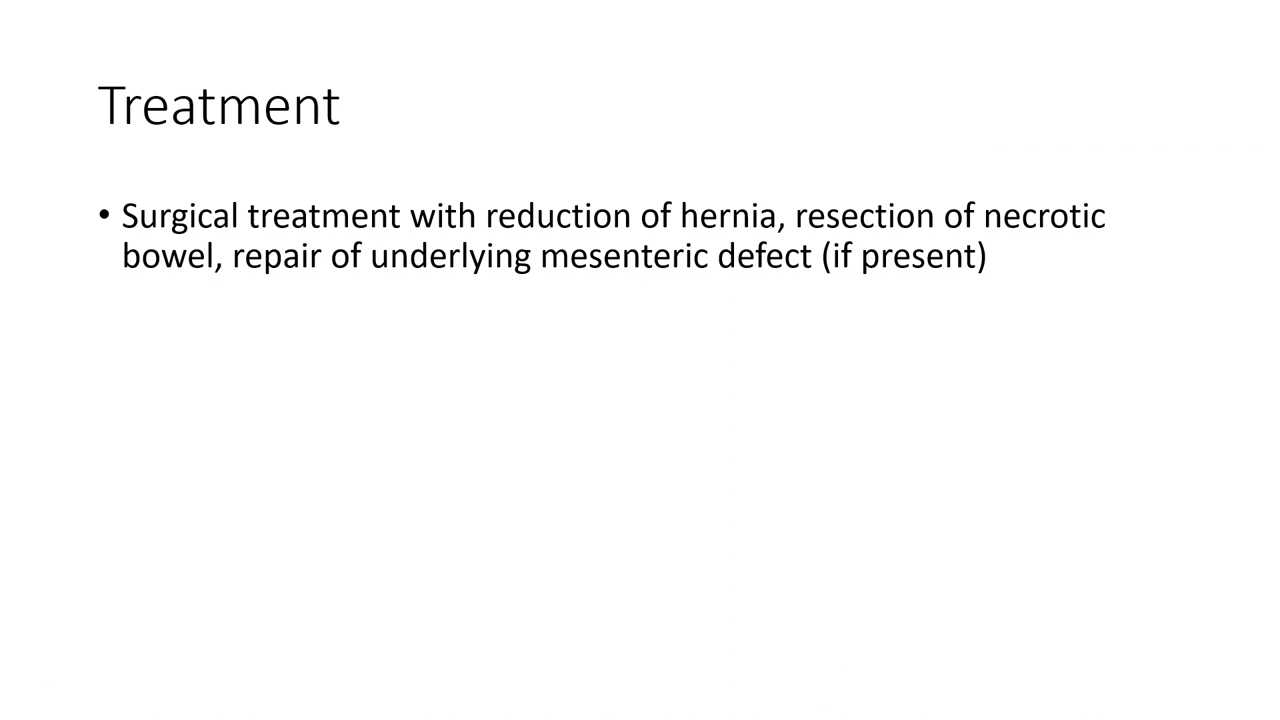 Treatment
• Surgical treatment with reduction of hernia, resection of necrotic
bowel, repair of underlying mesenteric defect (if present)